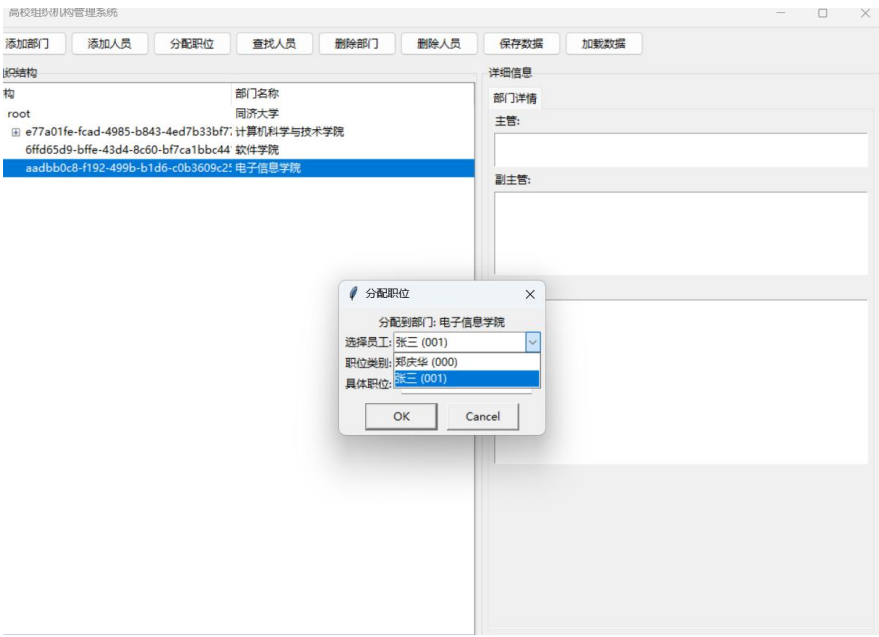 高校组织机构管理系统
添加部门 添加人员 分配职位 查找人员 删除部门 删除人员 保存数据 加载数据
织结构
详细信息
构 部门名称
部门详情
root 同济大学
主管:
e77a01fe-fcad-4985-b843-4ed7b33bf7 计算机科学与技术学院
6ffd65d9-bffe-43d4-8c60-bf7ca1bbc44 软件学院
aadbb0c8-f192-499b-b1d6-c0b3609c2 电子信息学院
副主管:
分配职位
分配到部门: 电子信息学院
选择员工: 张三 (001)
职位类别: 郑庆华 (000)
张三 (001)
具体职位:
OK Cancel